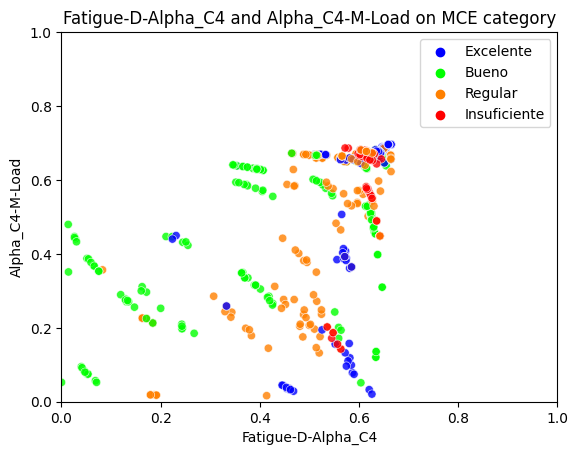 Fatigue-D-Alpha_C4 and Alpha_C4-M-Load on MCE category
Excelente
Bueno
Regular
Insuficiente
Alpha_C4-M-Load
1.0
0.8
0.6
0.4
0.2
0.0
0.0 0.2 0.4 0.6 0.8 1.0
Fatigue-D-Alpha_C4